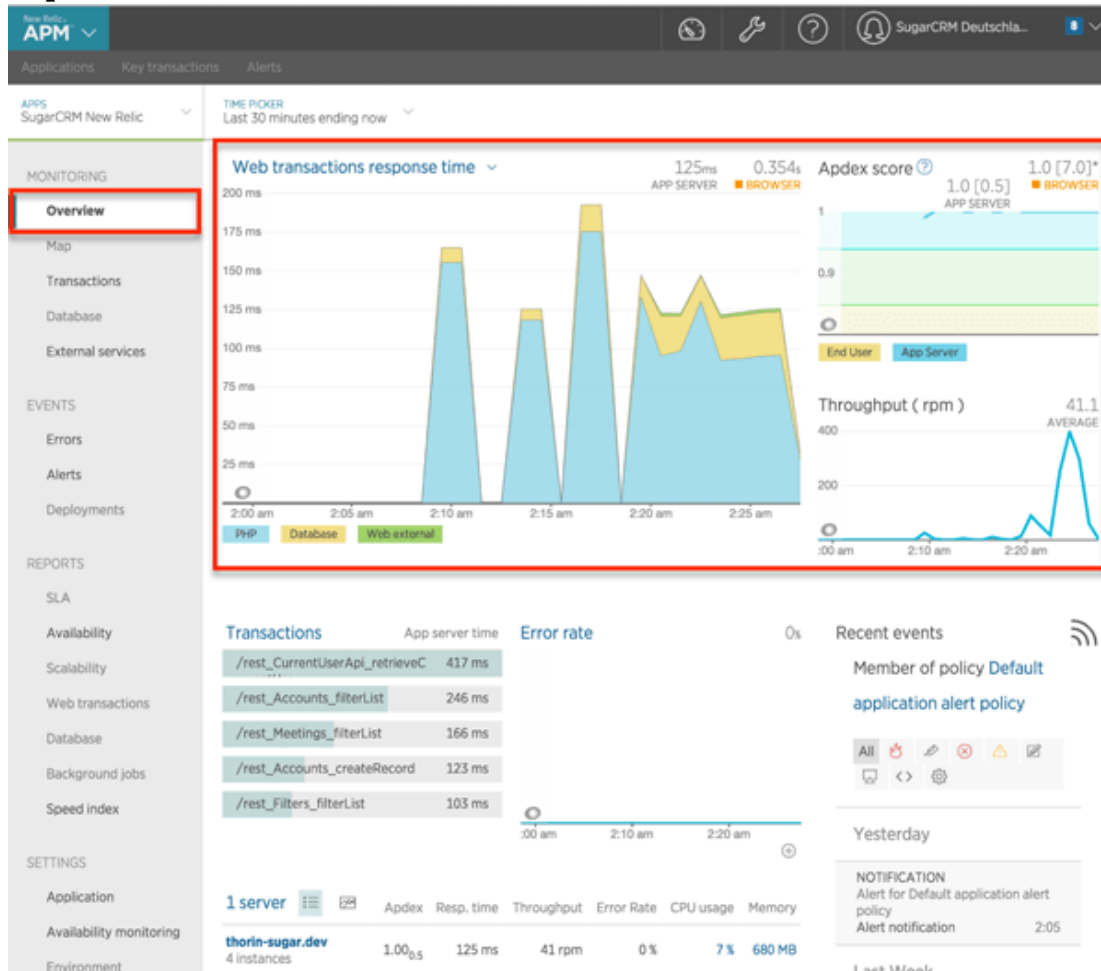 New Relic
APM
SugarCRM Deutschla...
8
Applications Key transactions Alerts
APPS
SugarCRM New Relic
TIME PICKER
Last 30 minutes ending now
MONITORING
Overview
Map
Transactions
Database
External services
EVENTS
Errors
Alerts
Deployments
REPORTS
SLA
Availability
Scalability
Web transactions
Database
Background jobs
Speed index
SETTINGS
Application
Availability monitoring
Environment
Web transactions response time
125ms
APP SERVER
0.354s
BROWSER
200 ms
175 ms
150 ms
125 ms
100 ms
75 ms
50 ms
25 ms
2:00 am 2:05 am 2:10 am 2:15 am 2:20 am 2:25 am
PHP Database Web external
Apdex score ?
1.0 [0.5]
APP SERVER
1.0 [7.0]*
BROWSER
1
0.9
End User App Server
Throughput ( rpm )
41.1
AVERAGE
400
200
:00 am 2:10 am 2:20 am
Transactions App server time
/rest_CurrentUserApi_retrieveC 417 ms
/rest_Accounts_filterList 246 ms
/rest_Meetings_filterList 166 ms
/rest_Accounts_createRecord 123 ms
/rest_Filters_filterList 103 ms
Error rate 0%
:00 am 2:10 am 2:20 am
Recent events
Member of policy Default
application alert policy
All
Yesterday
NOTIFICATION
Alert for Default application alert
policy
Alert notification 2:05
Last Week
1 server
Apdex Resp. time Throughput Error Rate CPU usage Memory
thorin-sugar.dev
4 instances
1.00 0.5 125 ms 41 rpm 0 % 7 % 680 MB